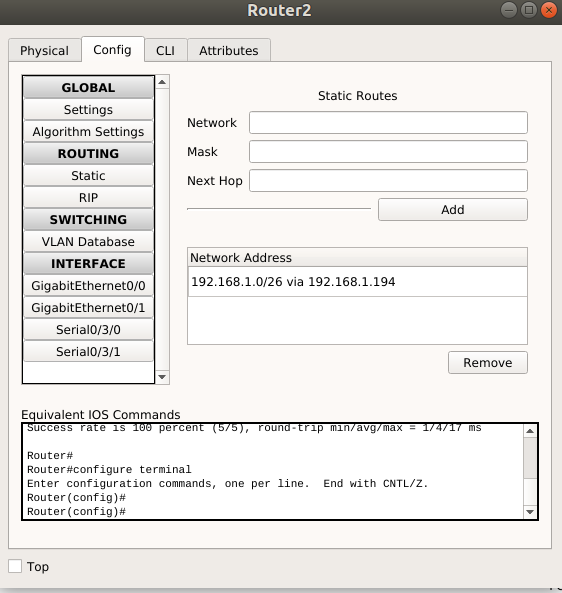 Router2
Physical
Config
CLI
Attributes
GLOBAL
Settings
Algorithm Settings
ROUTING
Static
RIP
SWITCHING
VLAN Database
INTERFACE
GigabitEthernet0/0
GigabitEthernet0/1
Serial0/3/0
Serial0/3/1
Static Routes
Network
Mask
Next Hop
Add
Network Address
192.168.1.0/26 via 192.168.1.194
Remove
Equivalent IOS Commands
Success rate is 100 percent (5/5), round-trip min/avg/max = 1/4/17 ms
Router#
Router#configure terminal
Enter configuration commands, one per line.  End with CNTL/Z.
Router(config)#
Router(config)#
Top